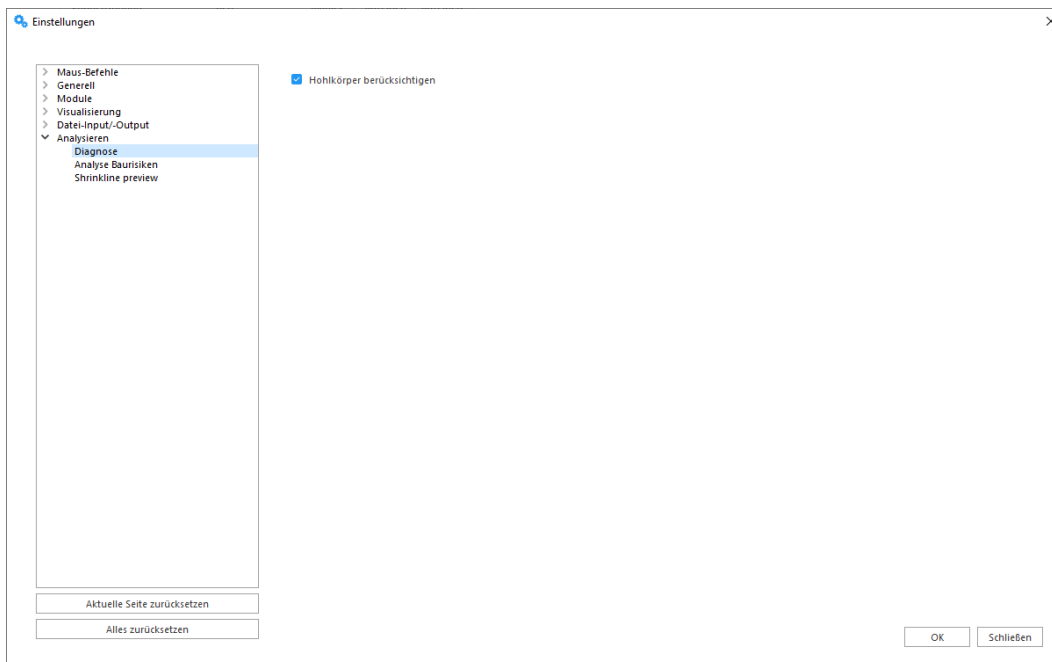 Einstellungen
Maus-Befehle
Generell
Module
Visualisierung
Datei-Input/-Output
Analysieren
Diagnose
Analyse Baurisiken
Shrinkline preview
Hohlkörper berücksichtigen
Aktuelle Seite zurücksetzen
Alles zurücksetzen
OK
Schließen